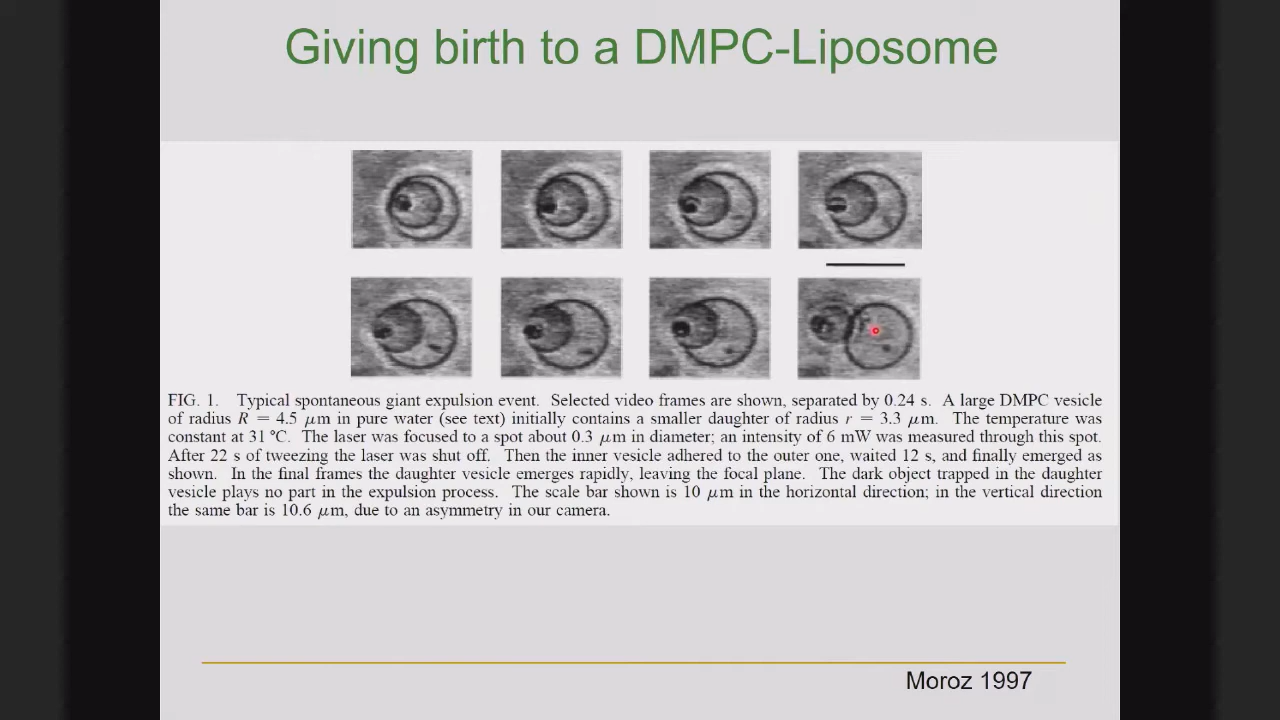 Giving birth to a DMPC-Liposome
FIG. 1. Typical spontaneous giant expulsion event. Selected video frames are shown, separated by 0.24 s. A large DMPC vesicle
of radius R = 4.5 μm in pure water (see text) initially contains a smaller daughter of radius r = 3.3 μm. The temperature was
constant at 31 °C. The laser was focused to a spot about 0.3 μm in diameter; an intensity of 6 mW was measured through this spot.
After 22 s of tweezing the laser was shut off. Then the inner vesicle adhered to the outer one, waited 12 s, and finally emerged as
shown. In the final frames the daughter vesicle emerges rapidly, leaving the focal plane. The dark object trapped in the daughter
vesicle plays no part in the expulsion process. The scale bar shown is 10 μm in the horizontal direction; in the vertical direction
the same bar is 10.6 μm, due to an asymmetry in our camera.
Moroz 1997